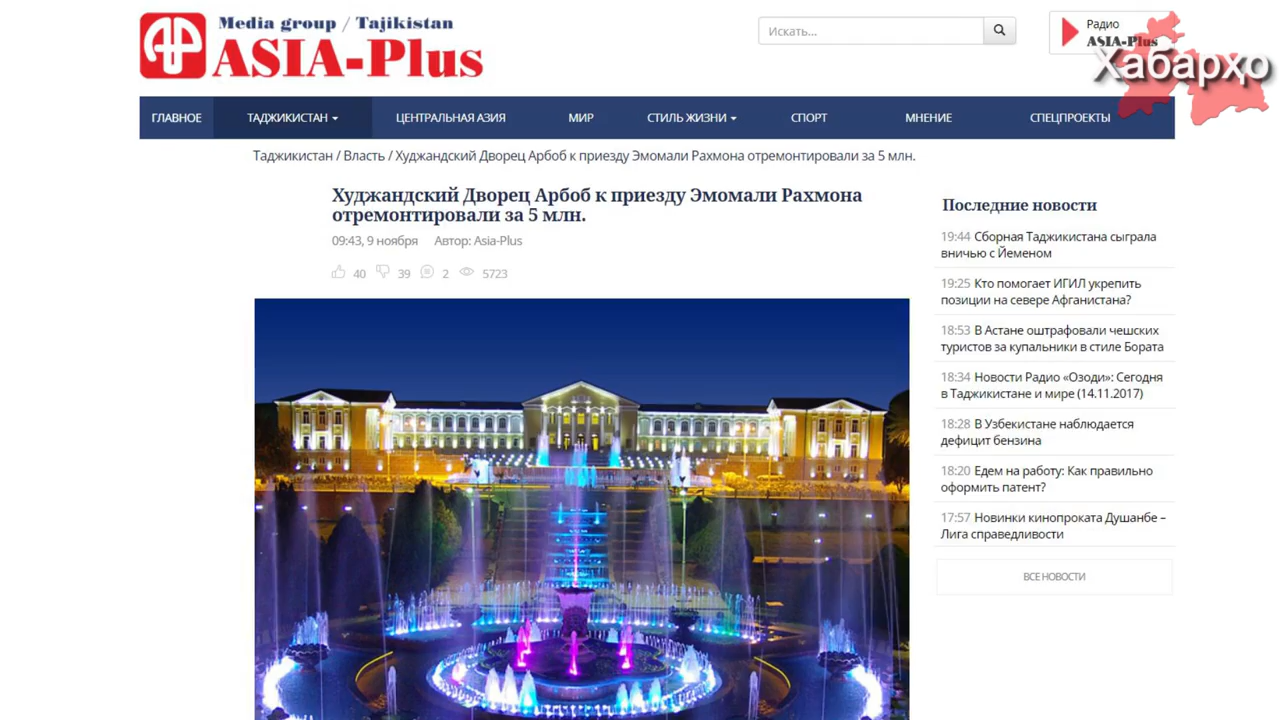 Media group / Tajikistan
ASIA-Plus
Искать...
Радио
ASIA-Plus
Хабарҳо
ГЛАВНОЕ
ТАДЖИКИСТАН
ЦЕНТРАЛЬНАЯ АЗИЯ
МИР
СТИЛЬ ЖИЗНИ
СПОРТ
МНЕНИЕ
СПЕЦПРОЕКТЫ
Таджикистан / Власть / Худжандский Дворец Арбоб к приезду Эмомали Рахмона отремонтировали за 5 млн.
Худжандский Дворец Арбоб к приезду Эмомали Рахмона
отремонтировали за 5 млн.
09:43, 9 ноября Автор: Asia-Plus
40 39 2 5723
Последние новости
19:44 Сборная Таджикистана сыграла
вничью с Йеменом
19:25 Кто помогает ИГИЛ укрепить
позиции на севере Афганистана?
18:53 В Астане оштрафовали чешских
туристов за купальники в стиле Бората
18:34 Новости Радио «Озоди»: Сегодня
в Таджикистане и мире (14.11.2017)
18:28 В Узбекистане наблюдается
дефицит бензина
18:20 Едем на работу: Как правильно
оформить патент?
17:57 Новинки кинопроката Душанбе –
Лига справедливости
ВСЕ НОВОСТИ